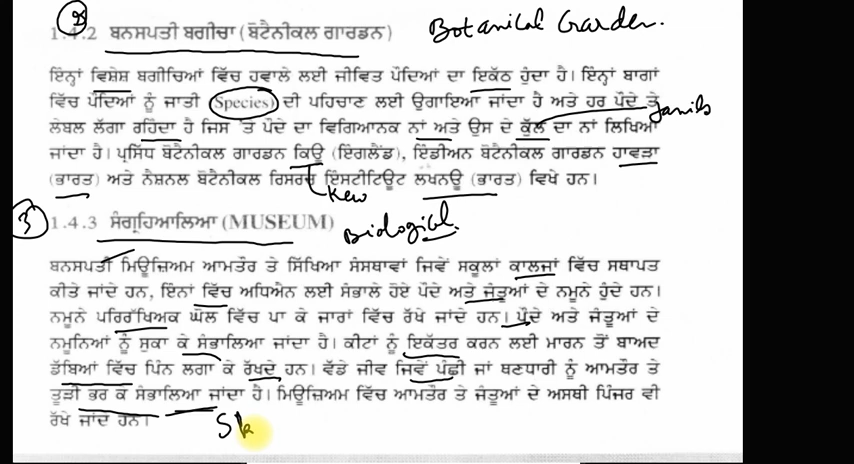 2
1.4.2 ਬਨਸਪਤੀ ਬਗੀਚਾ (ਬੋਟੈਨੀਕਲ ਗਾਰਡਨ) Botanical Garden.
ਇਨ੍ਹਾਂ ਵਿਸ਼ੇਸ਼ ਬਗੀਚਿਆਂ ਵਿੱਚ ਹਵਾਲੇ ਲਈ ਜੀਵਿਤ ਪੌਦਿਆਂ ਦਾ ਇਕੱਠ ਹੁੰਦਾ ਹੈ। ਇਨ੍ਹਾਂ ਬਾਗਾਂ
ਵਿੱਚ ਪੌਦਿਆਂ ਨੂੰ ਜਾਤੀ (Species) ਦੀ ਪਹਿਚਾਣ ਲਈ ਉਗਾਇਆ ਜਾਂਦਾ ਹੈ ਅਤੇ ਹਰ ਪੌਦੇ ਤੇ
ਲੇਬਲ ਲੱਗਾ ਰਹਿੰਦਾ ਹੈ ਜਿਸ 'ਤੇ ਪੌਦੇ ਦਾ ਵਿਗਿਆਨਕ ਨਾਂ ਅਤੇ ਉਸ ਦੇ ਕੁੱਲ ਦਾ ਨਾਂ ਲਿਖਿਆ
ਜਾਂਦਾ ਹੈ। ਪ੍ਰਸਿੱਧ ਬੋਟੈਨੀਕਲ ਗਾਰਡਨ ਕਿਊ (ਇੰਗਲੈਂਡ), ਇੰਡੀਅਨ ਬੋਟੈਨੀਕਲ ਗਾਰਡਨ ਹਾਵੜਾ
(ਭਾਰਤ) ਅਤੇ ਨੈਸ਼ਨਲ ਬੋਟੈਨੀਕਲ ਰਿਸਰਚ ਇੰਸਟੀਟਿਊਟ ਲਖਨਊ (ਭਾਰਤ) ਵਿਖੇ ਹਨ।
Kew
3
1.4.3 ਸੰਗ੍ਰਹਿਆਲਿਆ (MUSEUM) Biological.
ਬਨਸਪਤੀ ਮਿਊਜ਼ਿਅਮ ਆਮਤੌਰ ਤੇ ਸਿੱਖਿਆ ਸੰਸਥਾਵਾਂ ਜਿਵੇਂ ਸਕੂਲਾਂ ਕਾਲਜਾਂ ਵਿੱਚ ਸਥਾਪਤ
ਕੀਤੇ ਜਾਂਦੇ ਹਨ, ਇਨਾਂ ਵਿੱਚ ਅਧਿਐਨ ਲਈ ਸੰਭਾਲੇ ਹੋਏ ਪੌਦੇ ਅਤੇ ਜੰਤੂਆਂ ਦੇ ਨਮੂਨੇ ਹੁੰਦੇ ਹਨ।
ਨਮੂਨੇ ਪਰਿਰੱਖਿਅਕ ਘੋਲ ਵਿੱਚ ਪਾ ਕੇ ਜਾਰਾਂ ਵਿੱਚ ਰੱਖੇ ਜਾਂਦੇ ਹਨ। ਪੌਦੇ ਅਤੇ ਜੰਤੂਆਂ ਦੇ
ਨਮੂਨਿਆਂ ਨੂੰ ਸੁਕਾ ਕੇ ਸੰਭਾਲਿਆ ਜਾਂਦਾ ਹੈ। ਕੀਟਾਂ ਨੂੰ ਇਕੱਤਰ ਕਰਨ ਲਈ ਮਾਰਨ ਤੋਂ ਬਾਅਦ
ਡੱਬਿਆਂ ਵਿੱਚ ਪਿੰਨ ਲਗਾ ਕੇ ਰੱਖਦੇ ਹਨ। ਵੱਡੇ ਜੀਵ ਜਿਵੇਂ ਪੰਛੀ ਜਾਂ ਥਣਧਾਰੀ ਨੂੰ ਆਮਤੌਰ ਤੇ
ਤੂੜੀ ਭਰ ਕੇ ਸੰਭਾਲਿਆ ਜਾਂਦਾ ਹੈ। ਮਿਊਜ਼ਿਅਮ ਵਿੱਚ ਆਮਤੌਰ ਤੇ ਜੰਤੂਆਂ ਦੇ ਅਸਥੀ ਪਿੰਜਰ ਵੀ
ਰੱਖੇ ਜਾਂਦੇ ਹਨ।